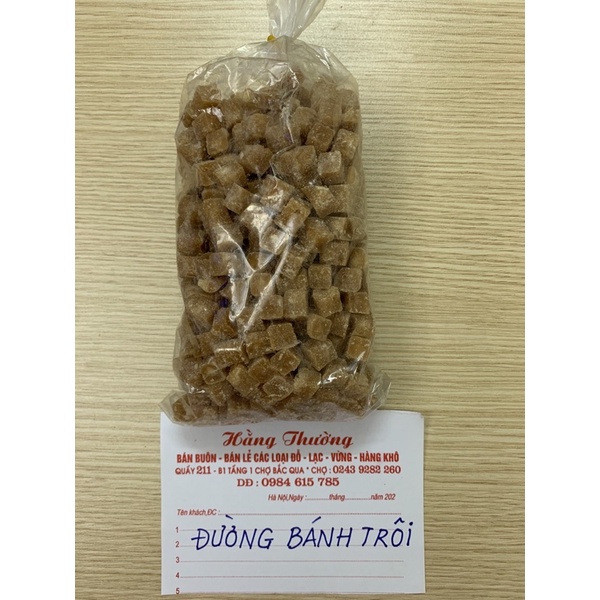 Hằng Thường
BÁN BUÔN - BÁN LẺ CÁC LOẠI ĐỖ - LẠC - VỪNG - HÀNG KHÔ
QUẦY 211 - B1 TẦNG 1 CHỢ BẮC QUA * CHỢ : 0243 9282 260
DĐ : 0984 615 785
Hà Nội,Ngày :...........tháng...........năm 202
Tên khách,ĐC :
1
2 ĐƯỜNG BÁNH TRÔI
3
4
5